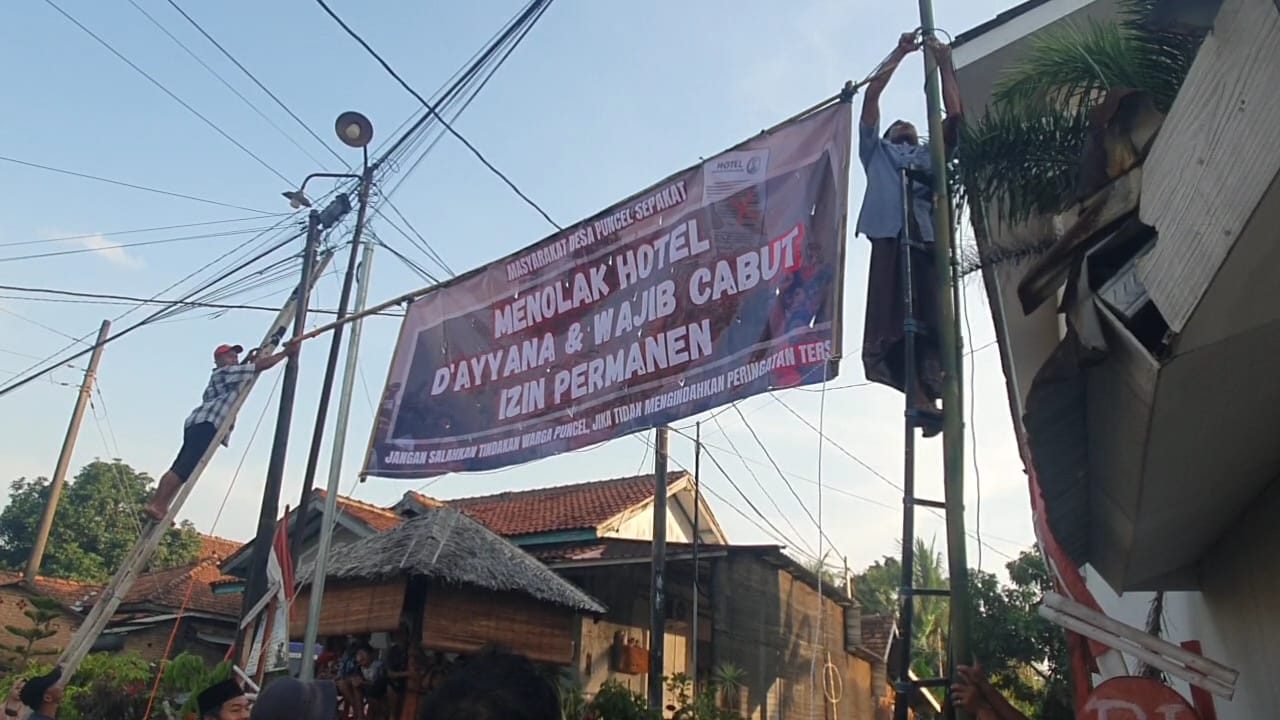 HOTEL
MASYARAKAT DESA PUNCEL SEPAKAT
MENOLAK HOTEL
D'AYYANA & WAJIB CABUT
IZIN PERMANEN
JANGAN SALAHKAN TINDAKAN WARGA PUNCEL, JIKA TIDAK MENGINDAHKAN PERINGATAN TERS